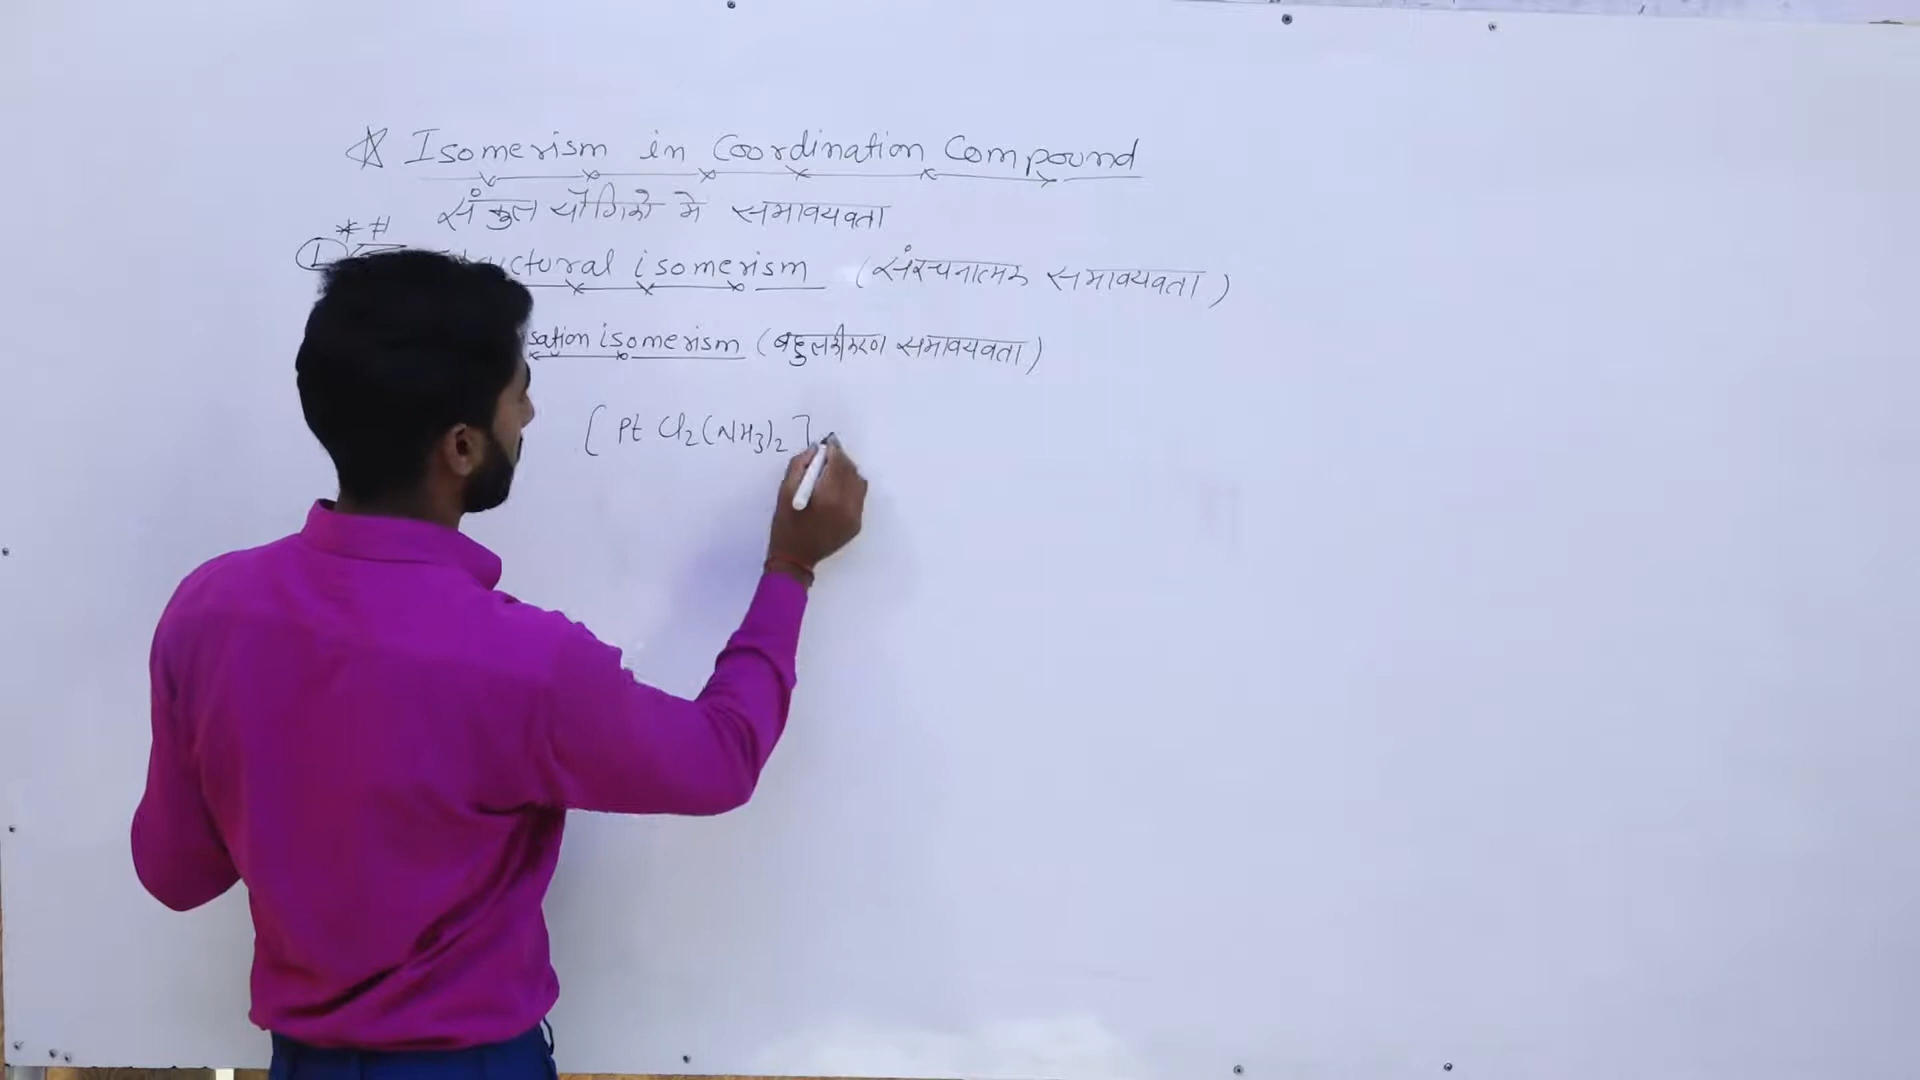 ☆ Isomerism in Coordination Compound
संकुल यौगिको मे समावयवता
*#
1 ctural isomerism (संरचनात्मक समावयवता)
sation isomerism (बहुलकीकरण समावयवता)
[Pt Cl₂(NH₃)₂]